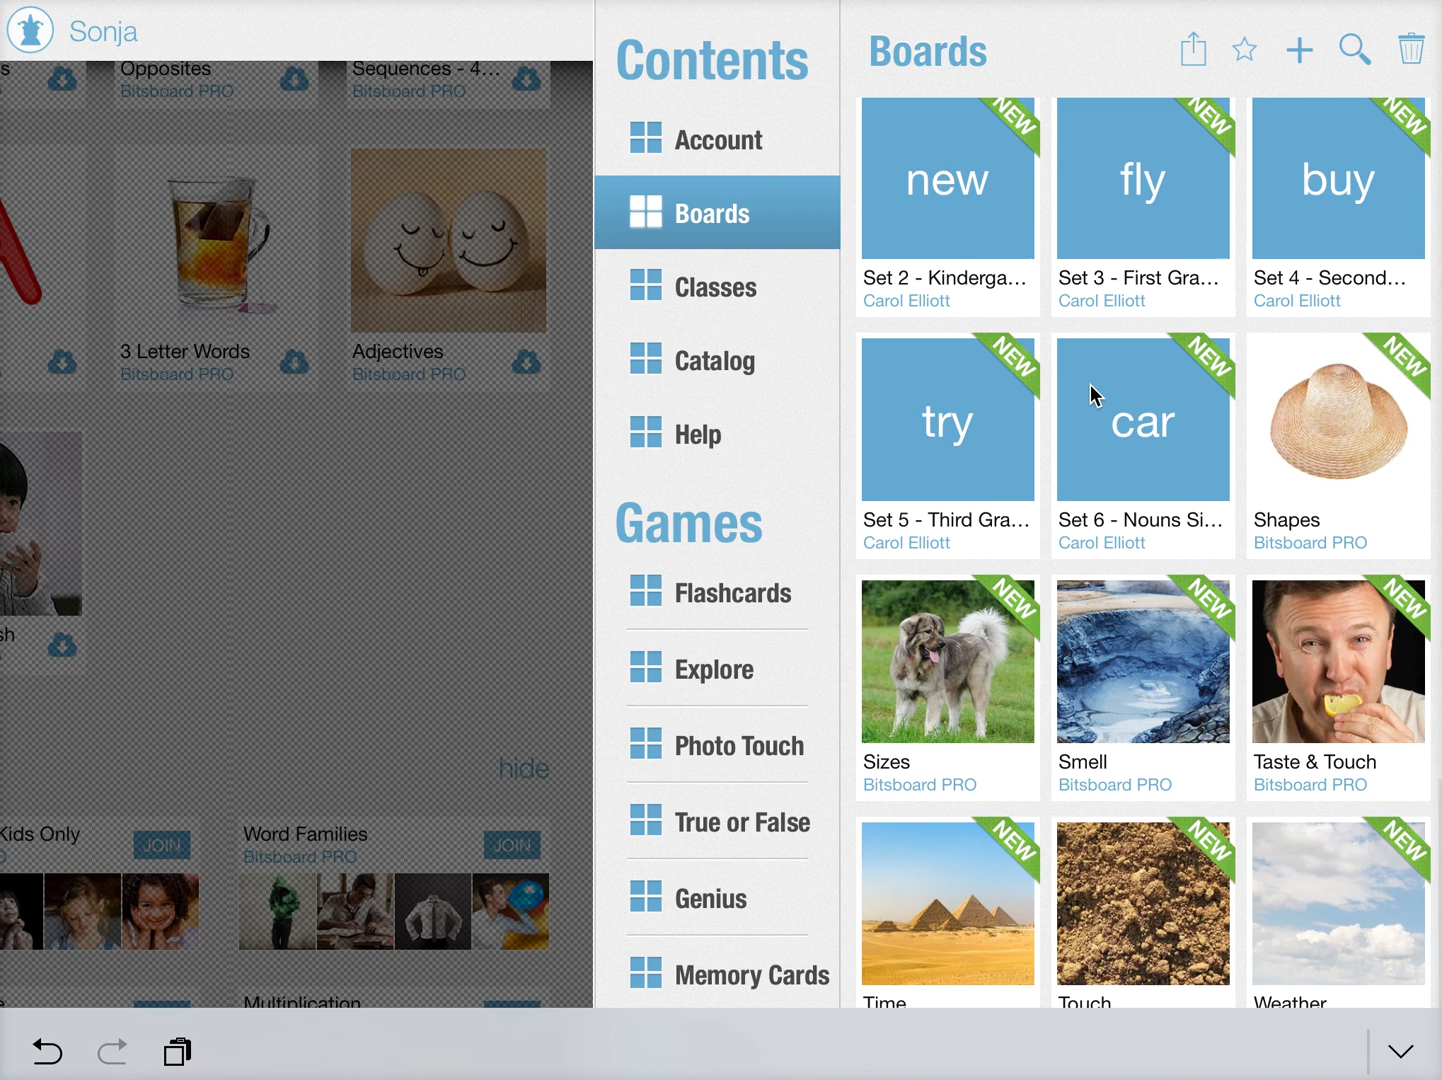 Sonja
s
Opposites
Bitsboard PRO
Sequences - 4...
Bitsboard PRO
3 Letter Words
Bitsboard PRO
Adjectives
Bitsboard PRO
sh
hide
Kids Only
JOIN
Word Families
Bitsboard PRO
JOIN
Multiplication
Contents
Account
Boards
Classes
Catalog
Help
Games
Flashcards
Explore
Photo Touch
True or False
Genius
Memory Cards
Boards
NEW
new
Set 2 - Kinderga...
Carol Elliott
NEW
fly
Set 3 - First Gra...
Carol Elliott
NEW
buy
Set 4 - Second...
Carol Elliott
NEW
try
Set 5 - Third Gra...
Carol Elliott
NEW
car
Set 6 - Nouns Si...
Carol Elliott
NEW
Shapes
Bitsboard PRO
NEW
Sizes
Bitsboard PRO
NEW
Smell
Bitsboard PRO
NEW
Taste & Touch
Bitsboard PRO
NEW
Time
NEW
Touch
NEW
Weather